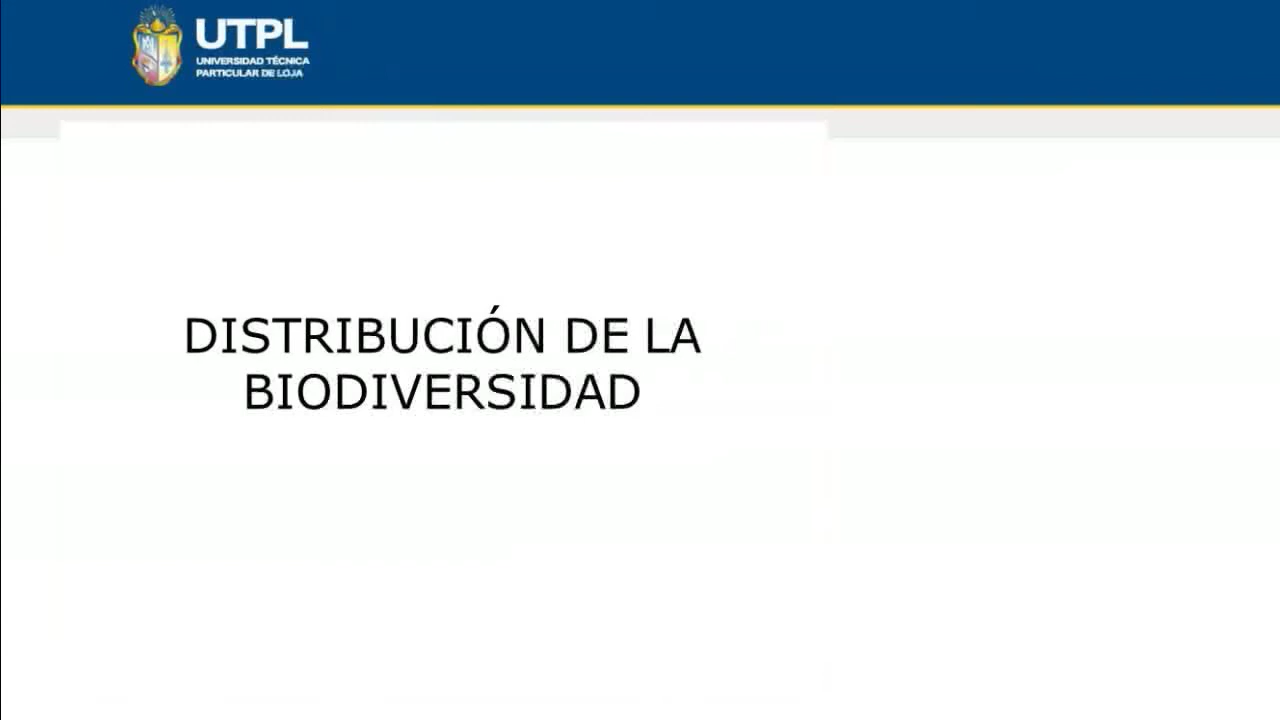 UTPL
UNIVERSIDAD TÉCNICA
PARTICULAR DE LOJA
DISTRIBUCIÓN DE LA
BIODIVERSIDAD